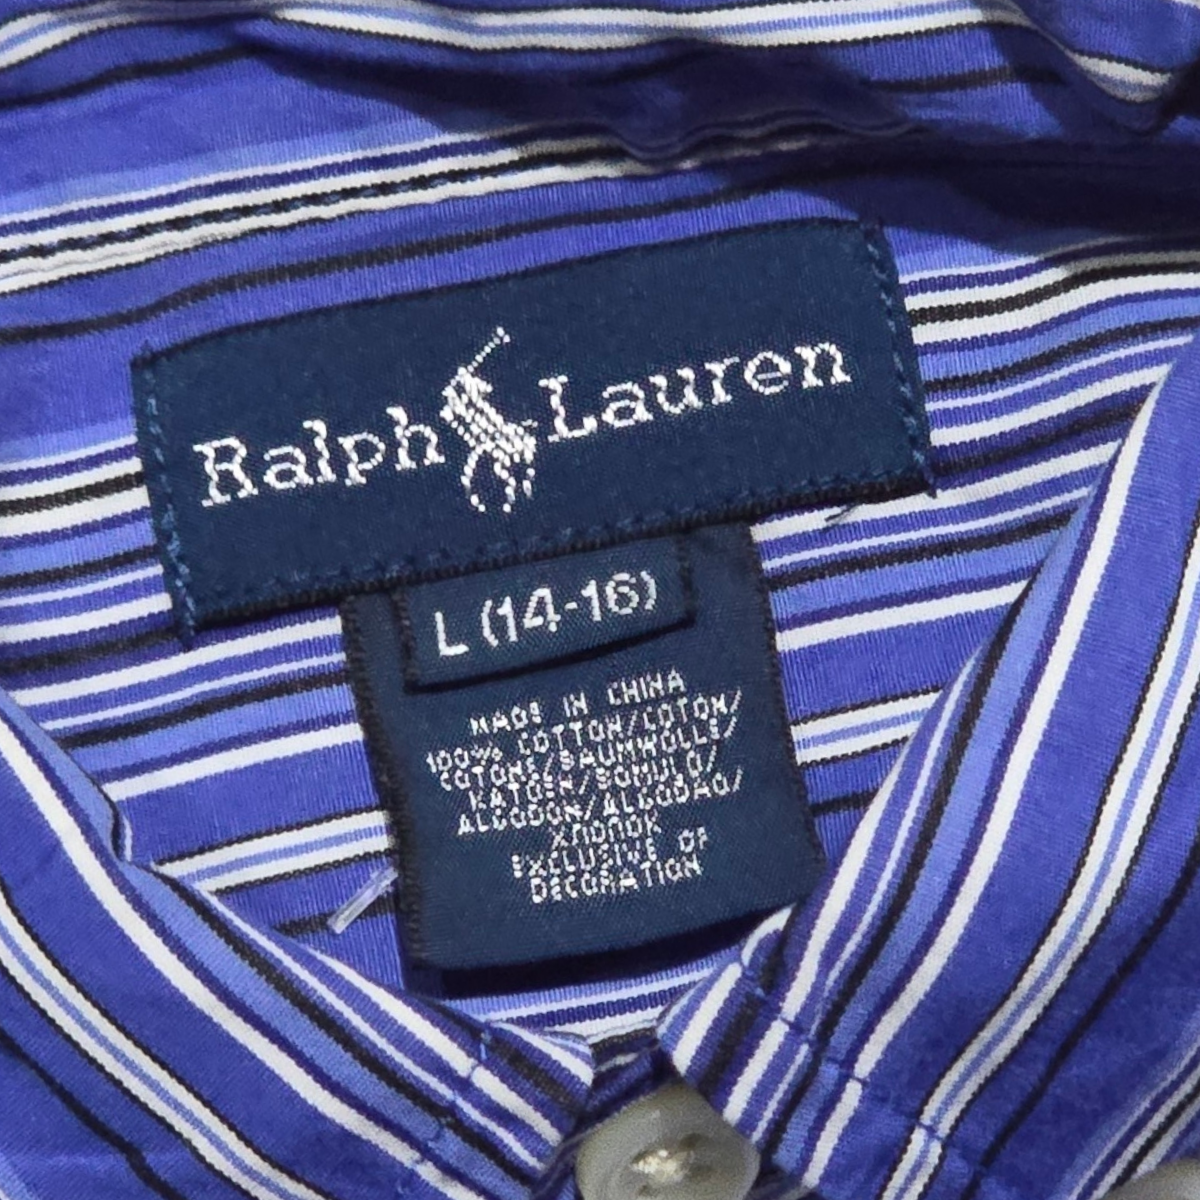 Ralph Lauren
L (14-16)
MADE IN CHINA
100% COTTON/COTON/
COTONE/BAUMWOLLE/
KATOEN/BOMULD/
ALGODON/ALGODAO/
ХЛОПОК
EXCLUSIVE OF
DECORATION